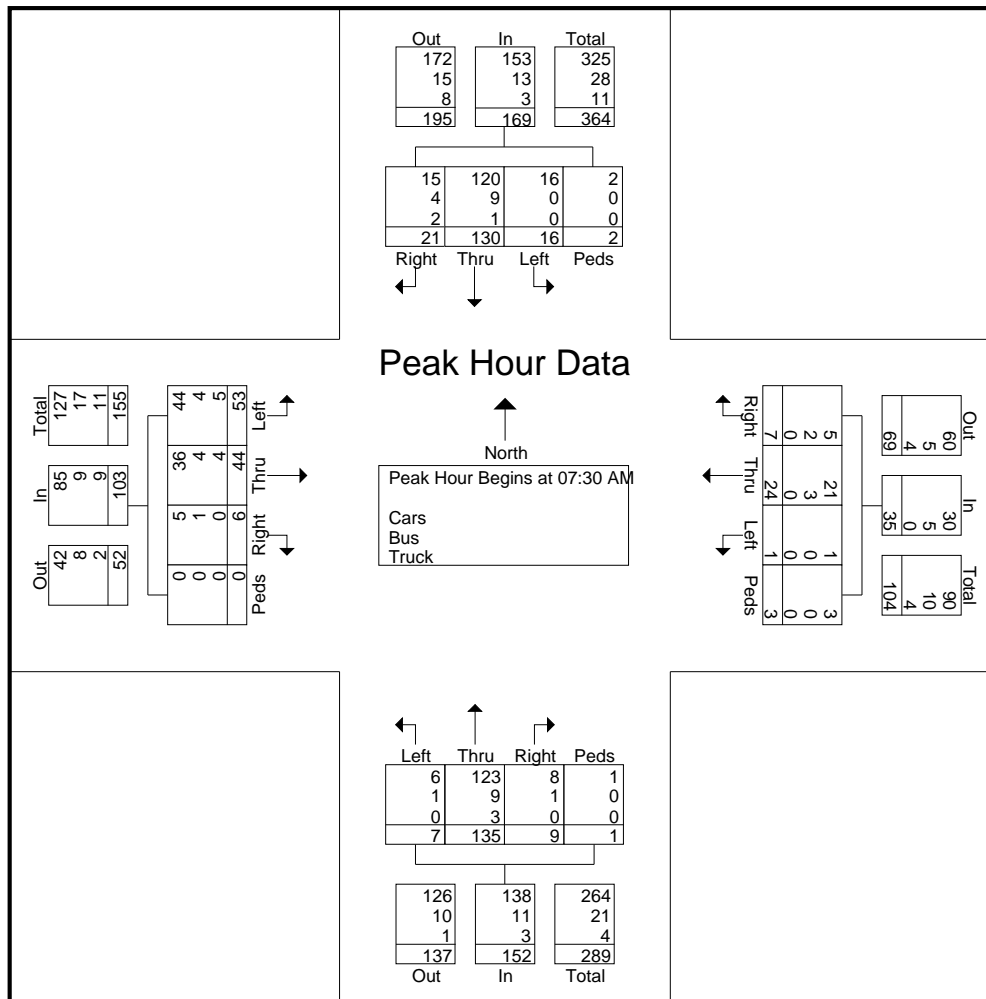 Out In Total
172 153 325
15 13 28
8 3 11
195 169 364
15 120 16 2
4 9 0 0
2 1 0 0
21 130 16 2
Right Thru Left Peds
Peak Hour Data
North
Peak Hour Begins at 07:30 AM
Cars
Bus
Truck
Total
127
17
11
155
In
85
9
9
103
Out
42
8
2
52
44
4
5
53
Left
36
4
4
44
Thru
5
1
0
6
Right
0
0
0
0
Peds
Right
5
2
0
7
Thru
21
3
0
24
Left
1
0
0
1
Peds
3
0
0
3
Out
60
5
4
69
In
30
5
0
35
Total
90
10
4
104
Left Thru Right Peds
6 123 8 1
1 9 1 0
0 3 0 0
7 135 9 1
126 138 264
10 11 21
1 3 4
137 152 289
Out In Total